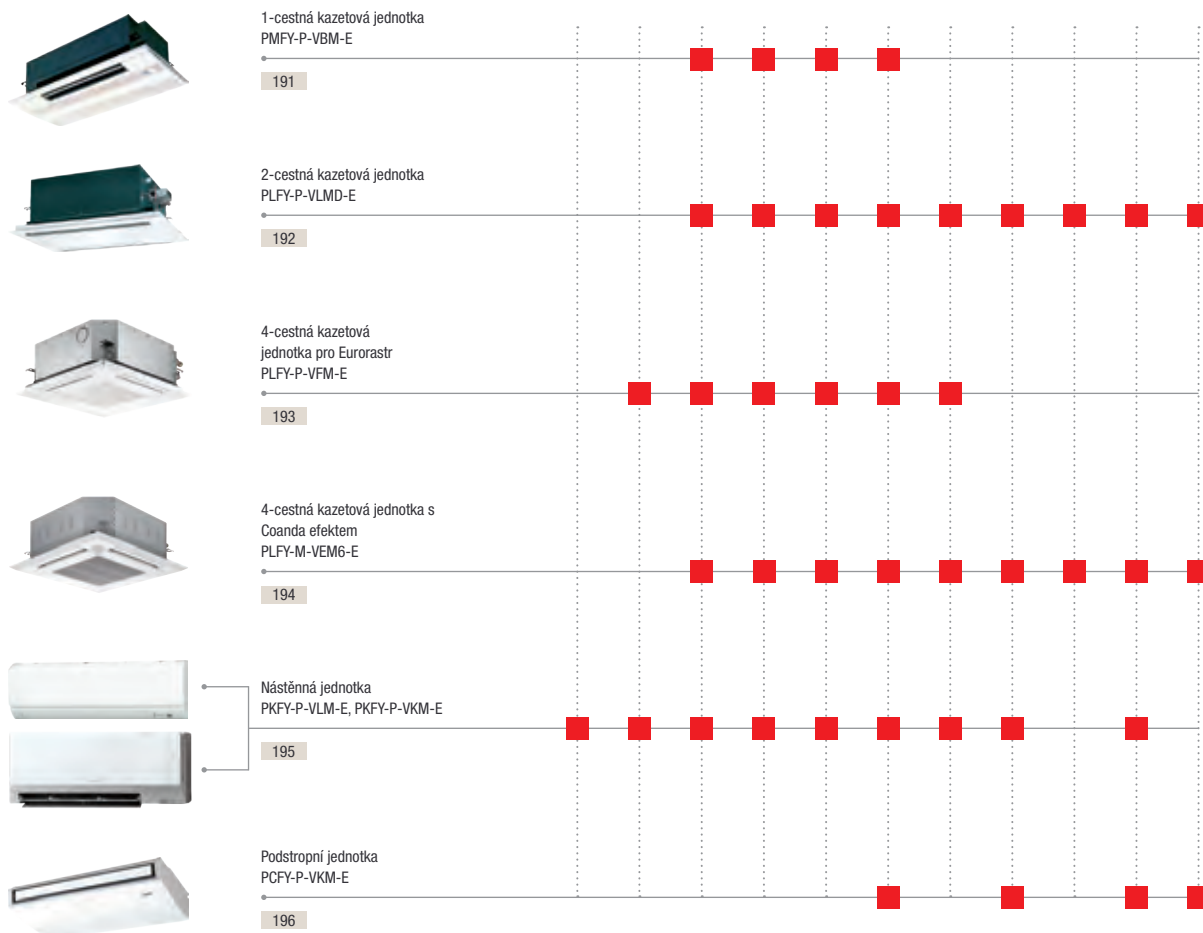 1-cestná kazetová jednotka
PMFY-P-VBM-E
191
2-cestná kazetová jednotka
PLFY-P-VLMD-E
192
4-cestná kazetová
jednotka pro Eurorastr
PLFY-P-VFM-E
193
4-cestná kazetová jednotka s
Coanda efektem
PLFY-M-VEM6-E
194
Nástěnná jednotka
PKFY-P-VLM-E, PKFY-P-VKM-E
195
Podstropní jednotka
PCFY-P-VKM-E
196